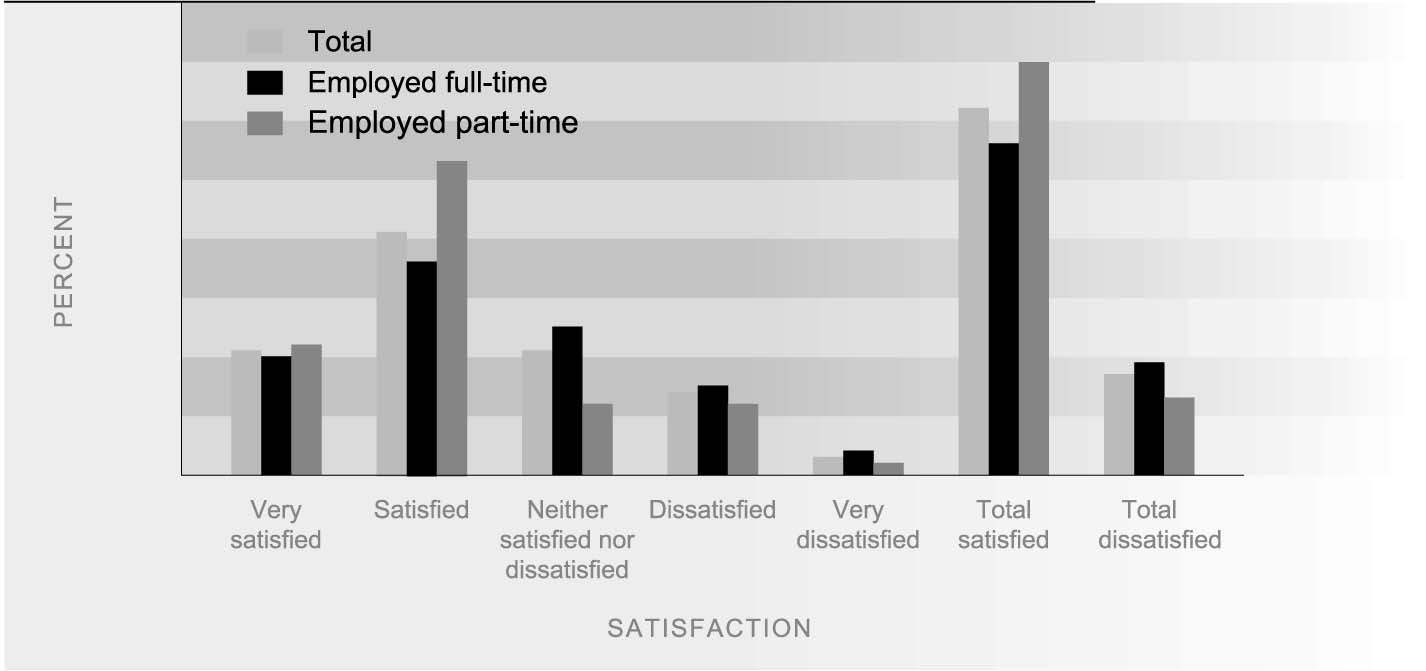 Total
Employed full-time
Employed part-time
PERCENT
Very
satisfied
Satisfied
Neither
satisfied nor
dissatisfied
Dissatisfied
Very
dissatisfied
Total
satisfied
Total
dissatisfied
SATISFACTION